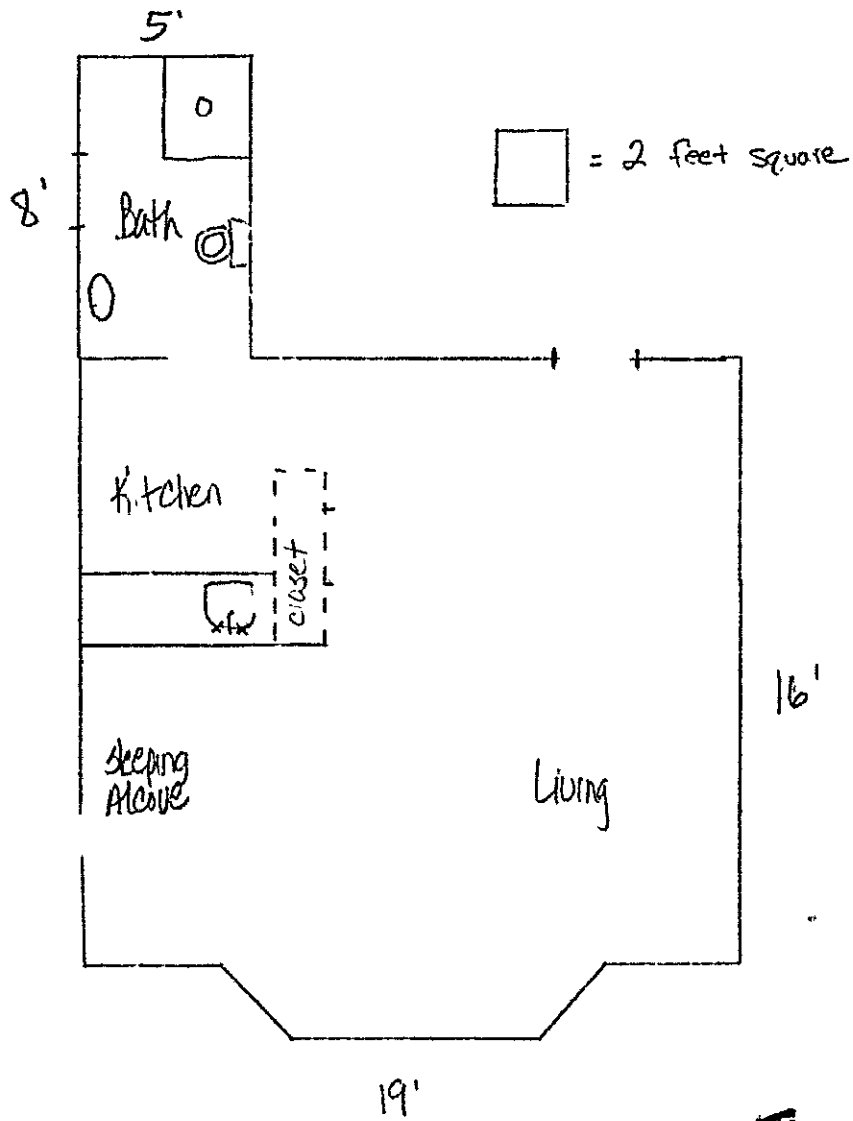 5'
= 2 feet square
8'
Bath
Kitchen
closet
16'
Sleeping
Alcove
Living
19'